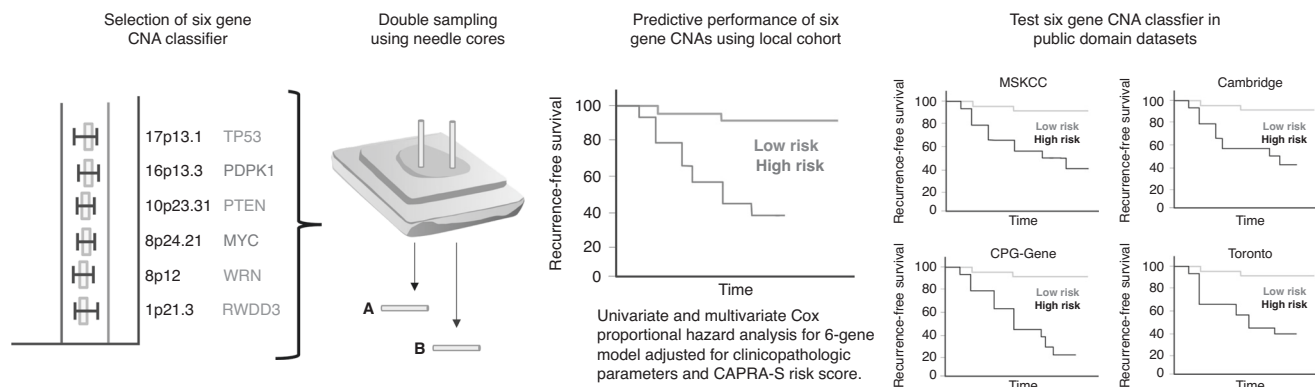 Selection of six gene
CNA classifier
17p13.1 TP53
16p13.3 PDPK1
10p23.31 PTEN
8p24.21 MYC
8p12 WRN
1p21.3 RWDD3
Double sampling
using needle cores
A
B
Predictive performance of six
gene CNAs using local cohort
Recurrence-free survival
100
80
60
40
20
0
Low risk
High risk
Time
Univariate and multivariate Cox
proportional hazard analysis for 6-gene
model adjusted for clinicopathologic
parameters and CAPRA-S risk score.
Test six gene CNA classfier in
public domain datasets
MSKCC
Recurrence-free survival
100
80
60
40
20
0
Low risk
High risk
Time
Cambridge
Recurrence-free survival
100
80
60
40
20
0
Low risk
High risk
Time
CPG-Gene
Recurrence-free survival
100
80
60
40
20
0
Low risk
High risk
Time
Toronto
Recurrence-free survival
100
80
60
40
20
0
Low risk
High risk
Time